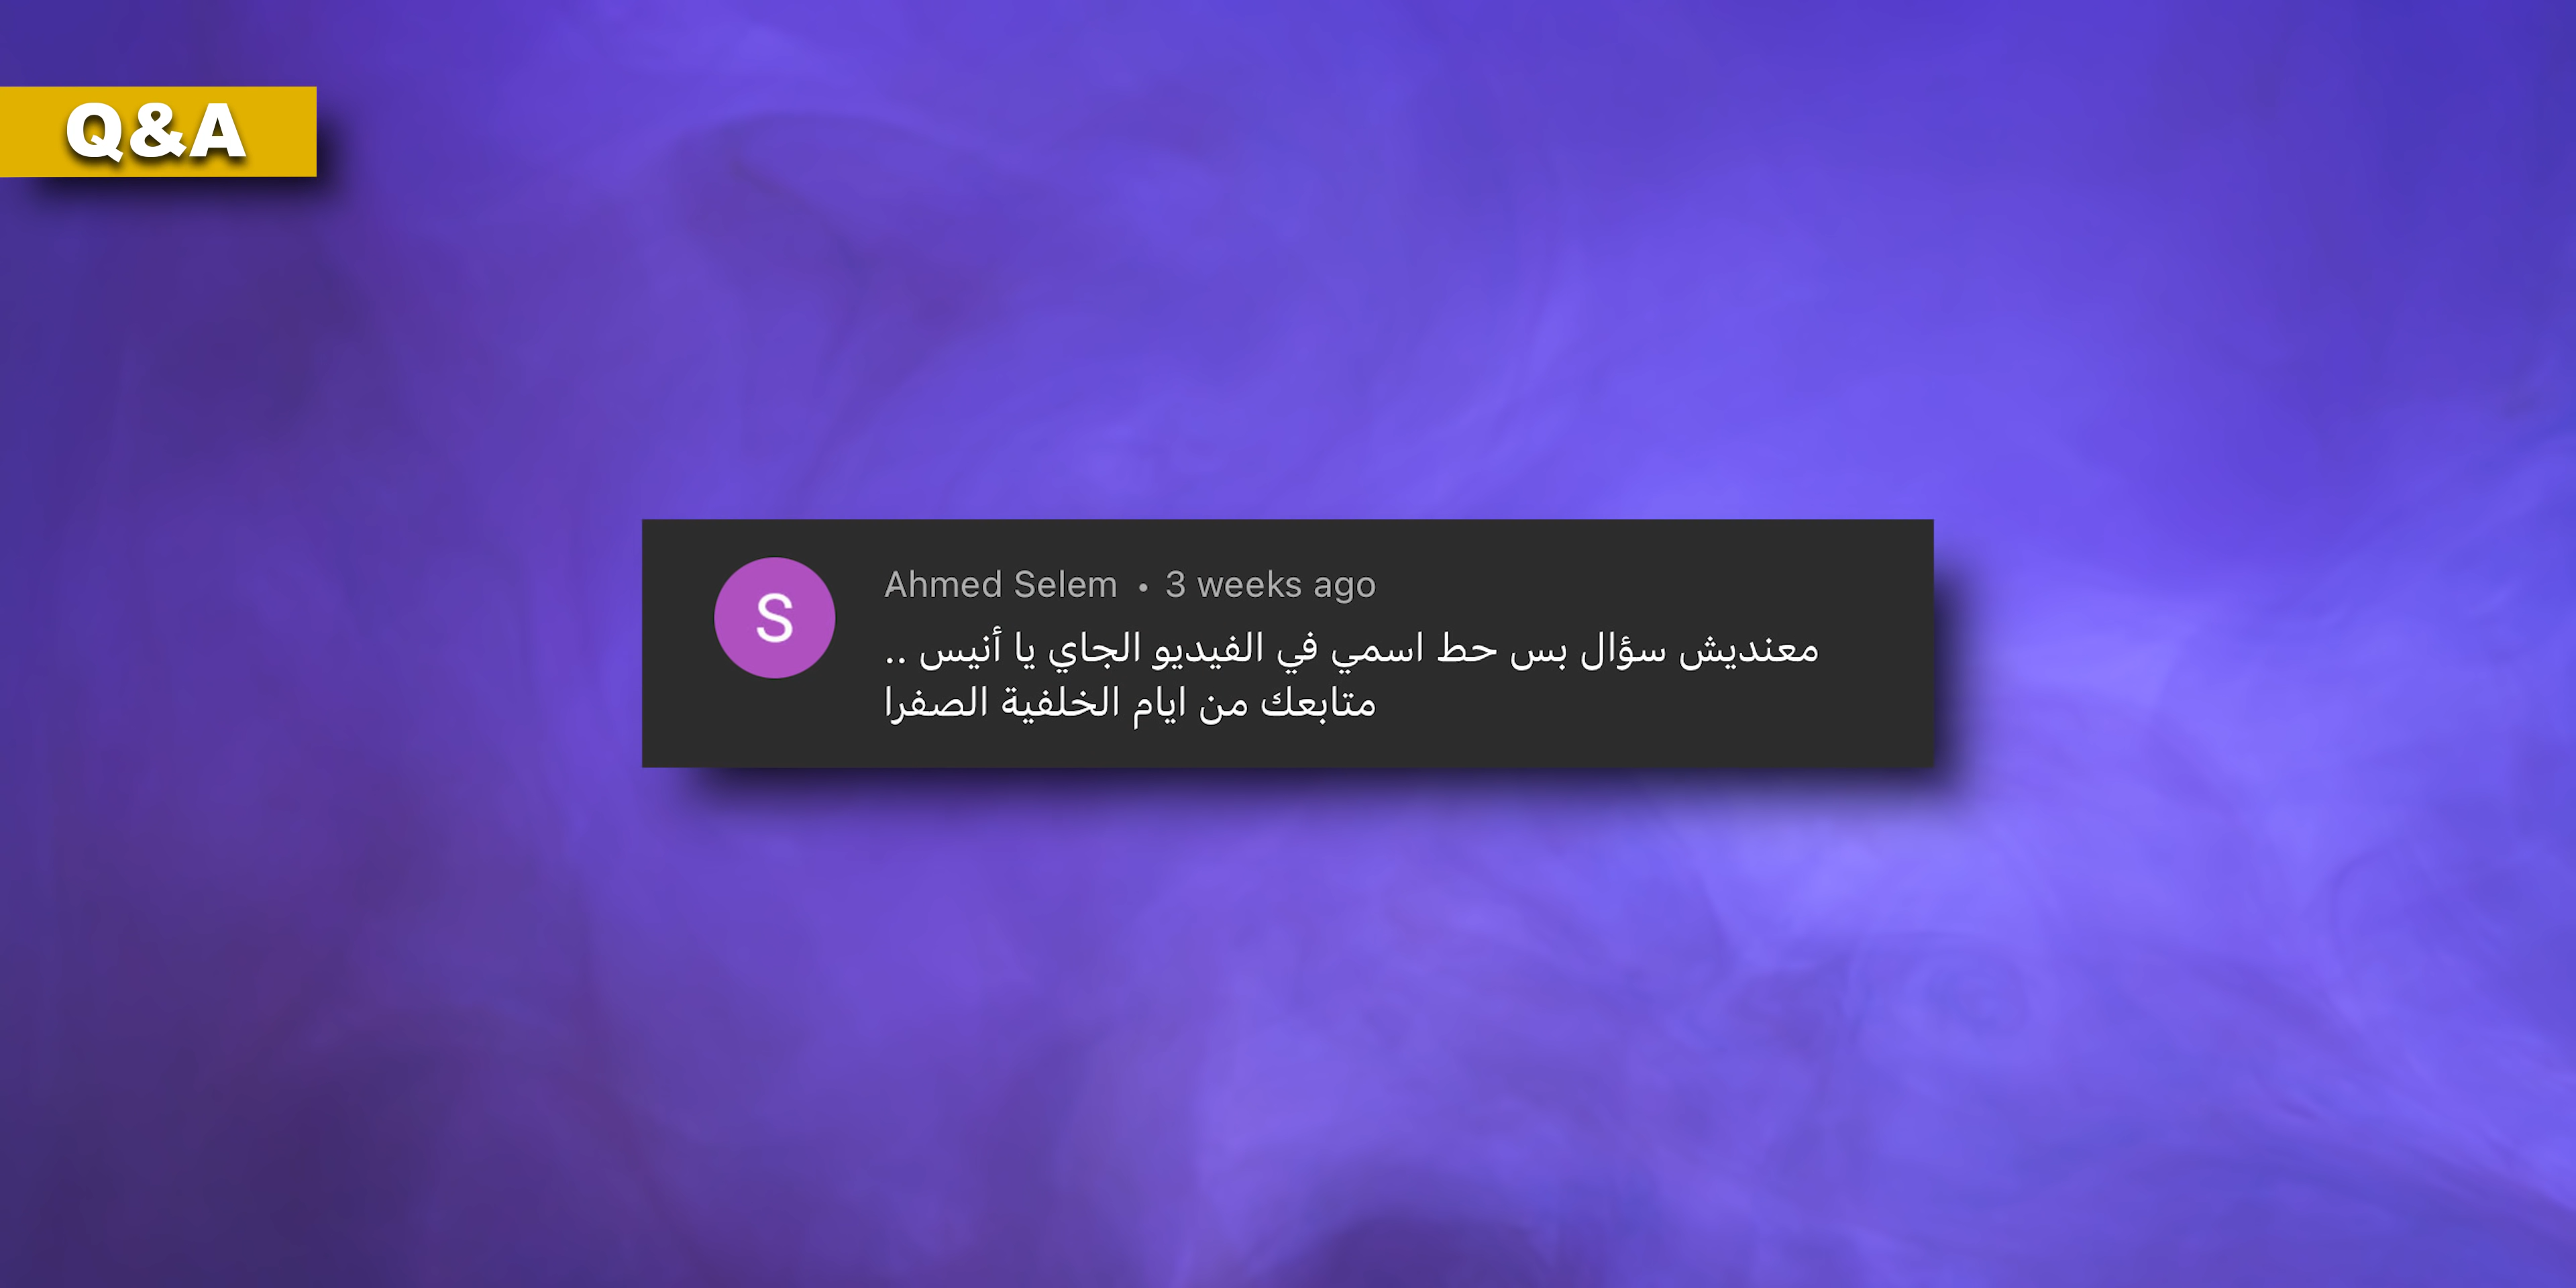 Q&A
Ahmed Selem • 3 weeks ago
S
معنديش سؤال بس حط اسمي في الفيديو الجاي يا أنيس ..
متابعك من ايام الخلفية الصفرا